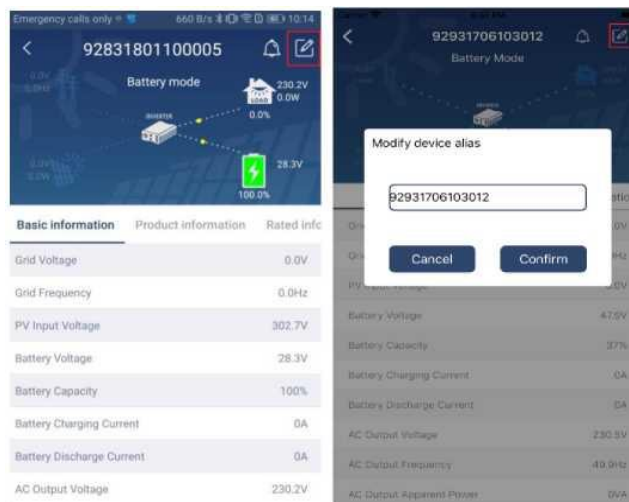 Emergency calls only
660 B/s
10:14
92831801100005
Battery mode
230.2V
0.0W
LOAD
0.0%
INVERTER
28.3V
100.0%
Basic information Product information Rated info
Grid Voltage 0.0V
Grid Frequency 0.0Hz
PV Input Voltage 302.7V
Battery Voltage 28.3V
Battery Capacity 100%
Battery Charging Current 0A
Battery Discharge Current 0A
AC Output Voltage 230.2V
92931706103012
Battery Mode
Modify device alias
92931706103012
Cancel Confirm
Battery Voltage 47.9V
Battery Capacity 37%
Battery Charging Current 0A
Battery Discharge Current 0A
AC Output Voltage 230.5V
AC Output Frequency 49.9Hz
AC Output Apparent Power 0VA